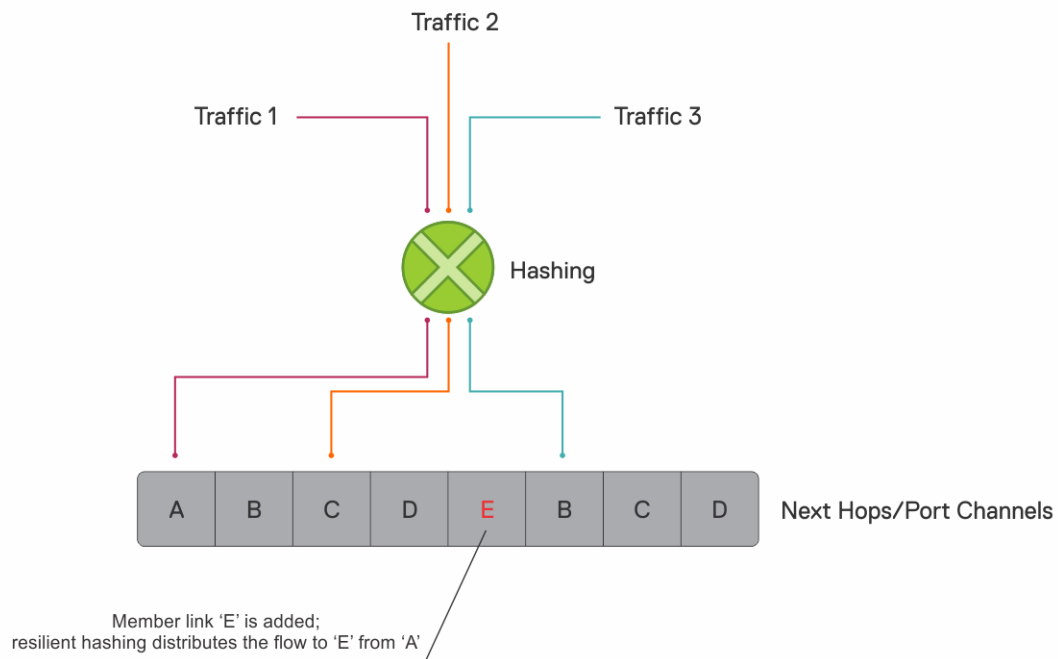 Traffic 2
Traffic 1
Traffic 3
Hashing
A B C D E B C D
Next Hops/Port Channels
Member link ‘E’ is added;
resilient hashing distributes the flow to ‘E’ from ‘A’